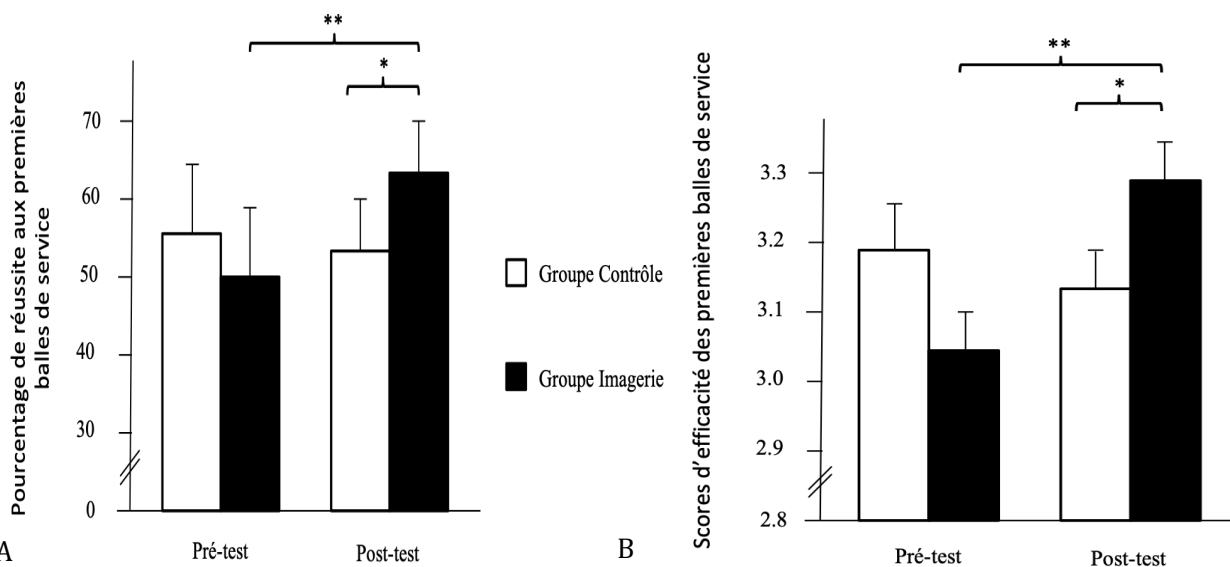 **
*
Pourcentage de réussite aux premières
balles de service
70
60
50
40
30
0
Pré-test
Post-test
A
Groupe Contrôle
Groupe Imagerie
**
*
Scores d'efficacité des premières balles de service
3.3
3.2
3.1
3.0
2.9
2.8
Pré-test
Post-test
B